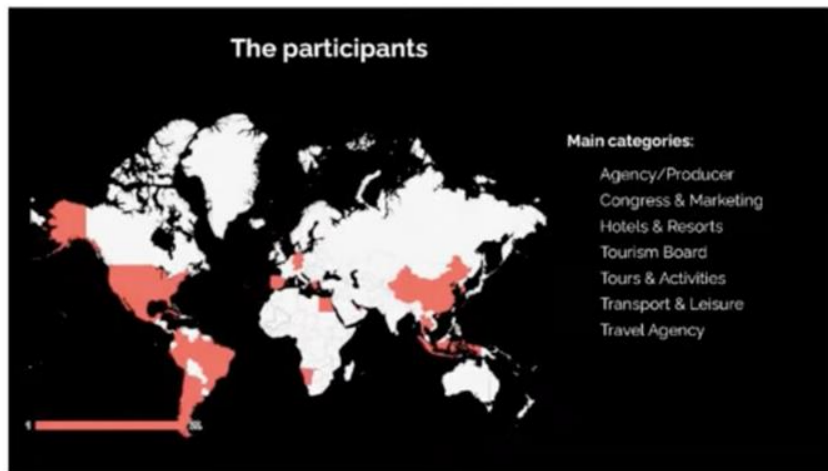 The participants
Main categories:
Agency/Producer
Congress & Marketing
Hotels & Resorts
Tourism Board
Tours & Activities
Transport & Leisure
Travel Agency